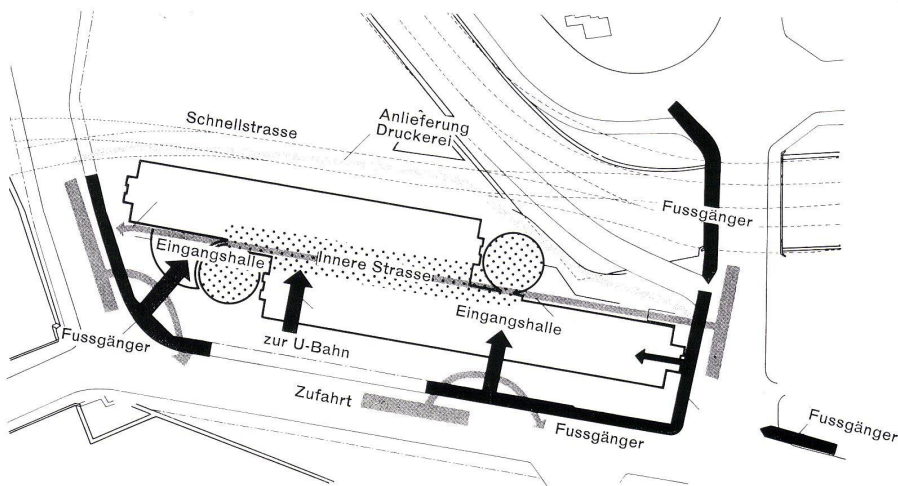 Schnellstrasse
Anlieferung
Druckerei
Fussgänger
Eingangshalle
Innere Strasse
Eingangshalle
Fussgänger
zur U-Bahn
Zufahrt
Fussgänger
Fussgänger